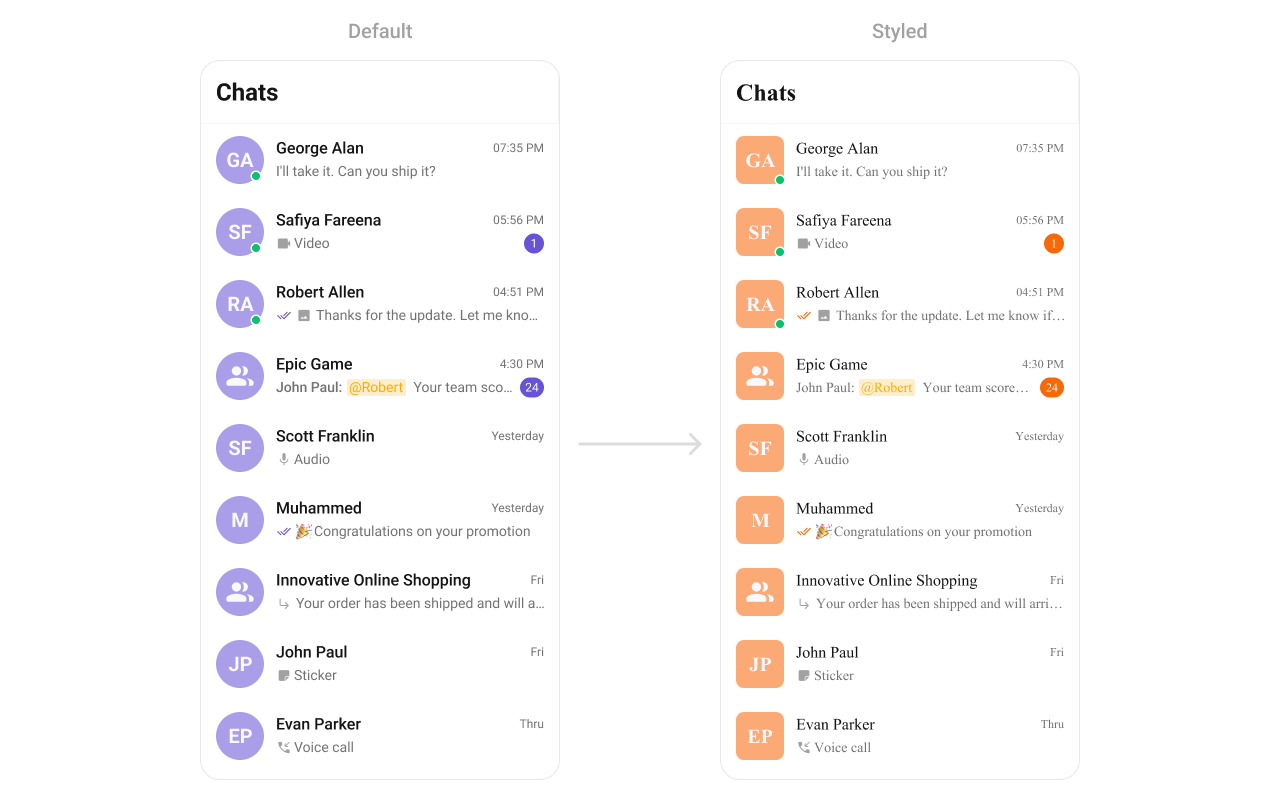 Default
Chats
GA
George Alan
07:35 PM
I'll take it. Can you ship it?
SF
Safiya Fareena
05:56 PM
Video
1
RA
Robert Allen
04:51 PM
Thanks for the update. Let me kno...
Epic Game
4:30 PM
John Paul: @Robert Your team sco...
24
SF
Scott Franklin
Yesterday
Audio
M
Muhammed
Yesterday
🎉Congratulations on your promotion
Innovative Online Shopping
Fri
Your order has been shipped and will a...
JP
John Paul
Fri
Sticker
EP
Evan Parker
Thru
Voice call
Styled
Chats
GA
George Alan
07:35 PM
I'll take it. Can you ship it?
SF
Safiya Fareena
05:56 PM
Video
1
RA
Robert Allen
04:51 PM
Thanks for the update. Let me know if...
Epic Game
4:30 PM
John Paul: @Robert Your team score...
24
SF
Scott Franklin
Yesterday
Audio
M
Muhammed
Yesterday
🎉Congratulations on your promotion
Innovative Online Shopping
Fri
Your order has been shipped and will arri...
JP
John Paul
Fri
Sticker
EP
Evan Parker
Thru
Voice call